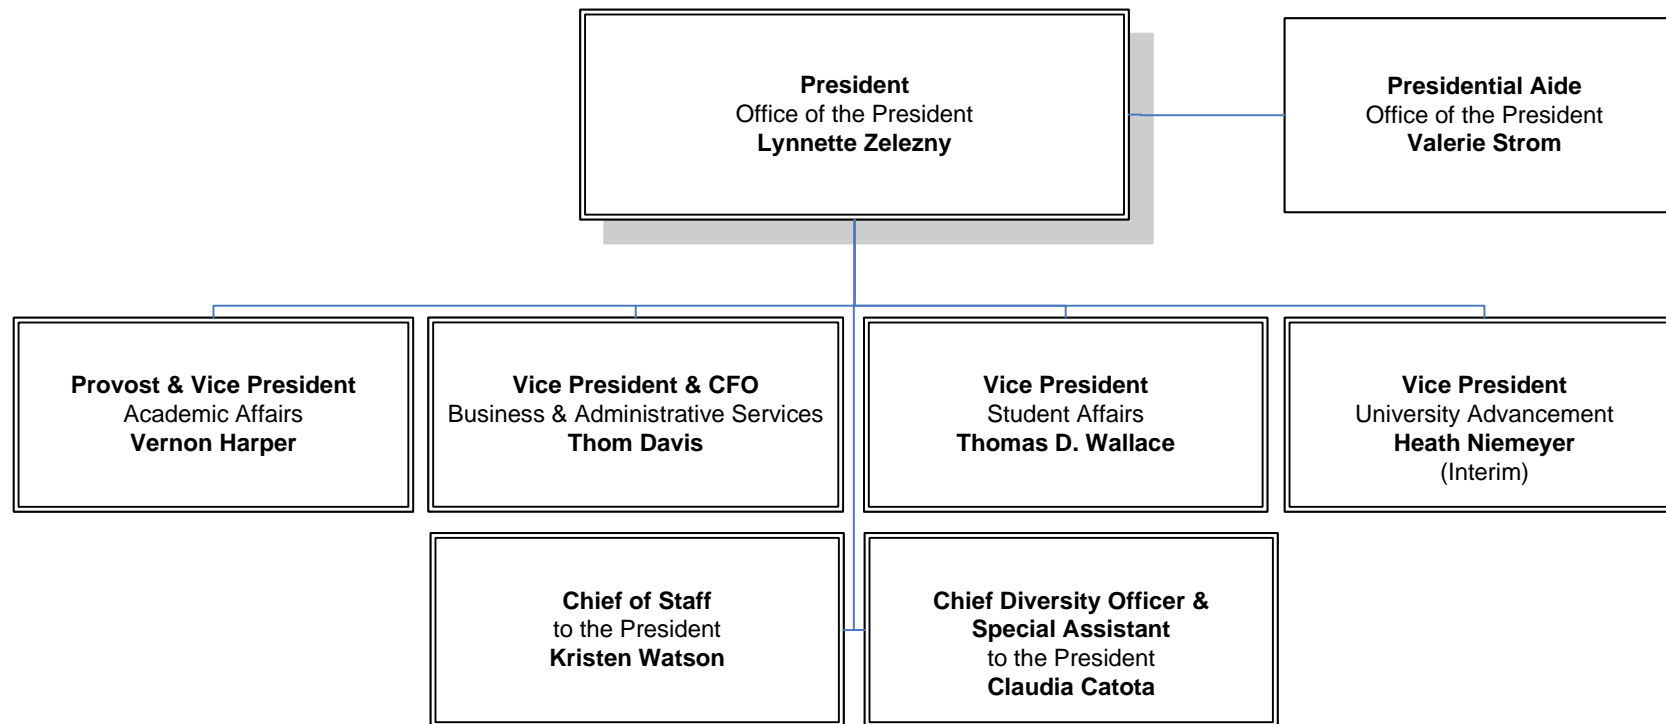 President
Office of the President
Lynnette Zelezny
Presidential Aide
Office of the President
Valerie Strom
Provost & Vice President
Academic Affairs
Vernon Harper
Vice President & CFO
Business & Administrative Services
Thom Davis
Vice President
Student Affairs
Thomas D. Wallace
Vice President
University Advancement
Heath Niemeyer
(Interim)
Chief of Staff
to the President
Kristen Watson
Chief Diversity Officer &
Special Assistant
to the President
Claudia Catota